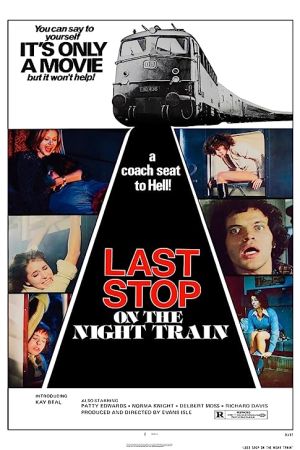 You can say to
yourself
IT'S ONLY
A MOVIE
but it won't help!
a
coach seat
to Hell!
LAST
STOP
ON THE
NIGHT TRAIN
INTRODUCING
KAY BEAL
ALSO STARRING
PATTY EDWARDS • NORMA KNIGHT • DELBERT MOSS • RICHARD DAVIS
PRODUCED AND DIRECTED BY EVANS ISLE
R RESTRICTED
"LAST STOP ON THE NIGHT TRAIN"